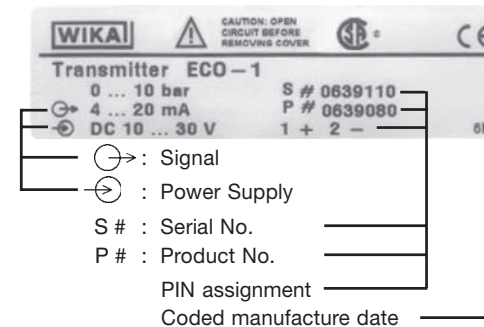 WIKAI
CAUTION: OPEN
CIRCUIT BEFORE
REMOVING COVER
Transmitter ECO-1
0 ... 10 bar S # 0639110
4 ... 20 mA P # 0639080
DC 10 ... 30 V 1 + 2 -
: Signal
: Power Supply
S # : Serial No.
P # : Product No.
PIN assignment
Coded manufacture date